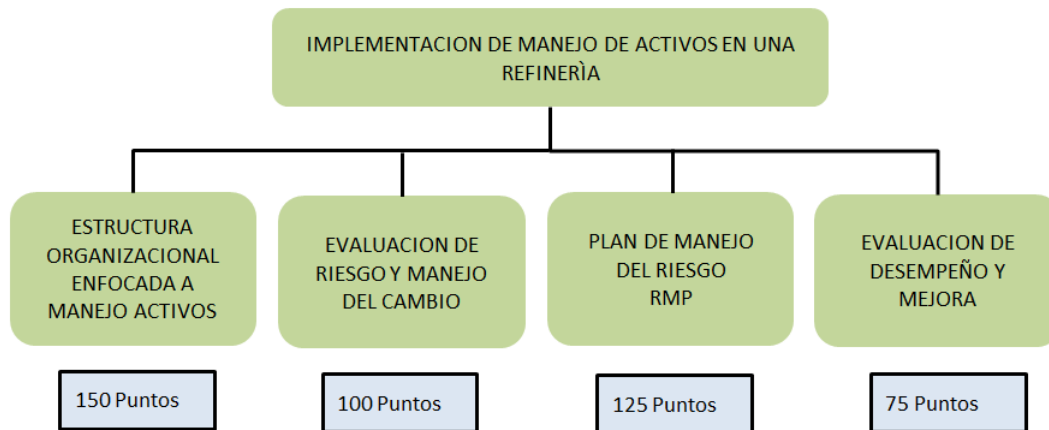 IMPLEMENTACION DE MANEJO DE ACTIVOS EN UNA
REFINERÌA
ESTRUCTURA
ORGANIZACIONAL
ENFOCADA A
MANEJO ACTIVOS
EVALUACION DE
RIESGO Y MANEJO
DEL CAMBIO
PLAN DE MANEJO
DEL RIESGO
RMP
EVALUACION DE
DESEMPEÑO Y
MEJORA
150 Puntos
100 Puntos
125 Puntos
75 Puntos